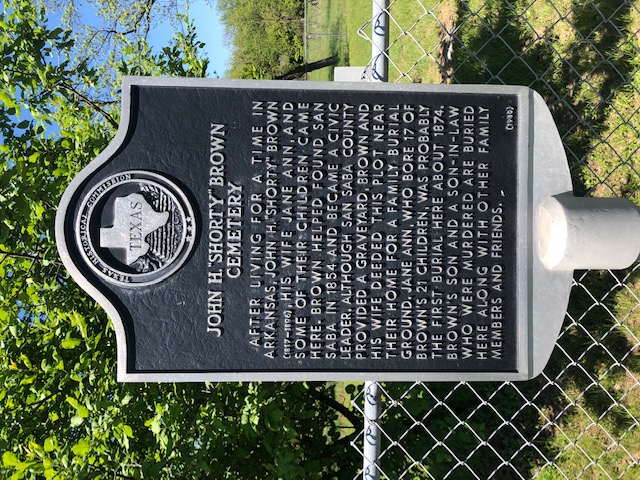 TEXAS HISTORICAL COMMISSION
TEXAS
JOHN H. "SHORTY" BROWN
CEMETERY
AFTER LIVING FOR A TIME IN
ARKANSAS, JOHN H. "SHORTY" BROWN
(1817-1896), HIS WIFE JANE ANN, AND
SOME OF THEIR CHILDREN CAME
HERE. BROWN HELPED FOUND SAN
SABA IN 1854 AND BECAME A CIVIC
LEADER. ALTHOUGH SAN SABA COUNTY
PROVIDED A GRAVEYARD, BROWN AND
HIS WIFE DEEDED THIS PLOT NEAR
THEIR HOME FOR A FAMILY BURIAL
GROUND. JANE ANN, WHO BORE 17 OF
BROWN'S 21 CHILDREN, WAS PROBABLY
THE FIRST BURIAL HERE ABOUT 1874.
BROWN'S SON AND A SON-IN-LAW
WHO WERE MURDERED ARE BURIED
HERE ALONG WITH OTHER FAMILY
MEMBERS AND FRIENDS.
(1980)